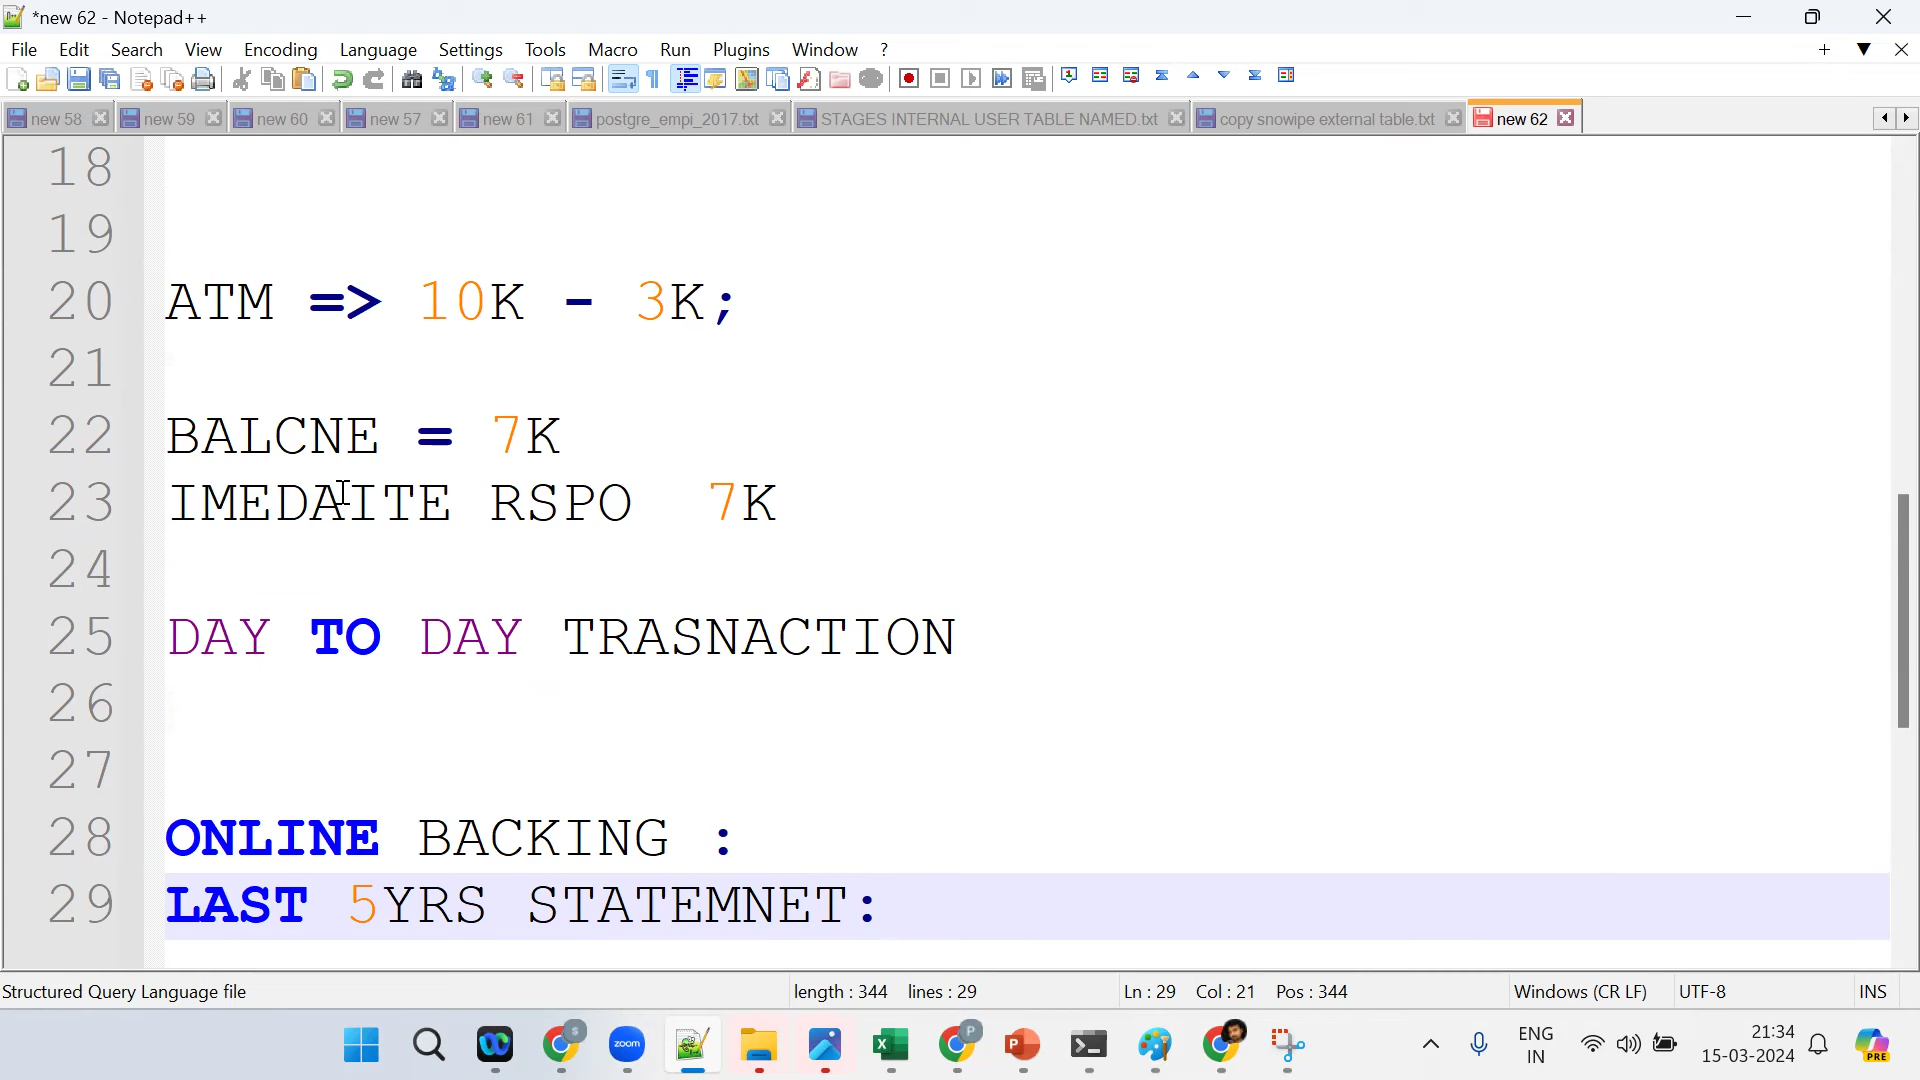 *new 62 - Notepad++
File Edit Search View Encoding Language Settings Tools Macro Run Plugins Window ?
new 58 new 59 new 60 new 57 new 61 postgre_empi_2017.txt STAGES INTERNAL USER TABLE NAMED.txt copy snowipe external table.txt new 62
18
19
20 ATM => 10K - 3K;
21
22 BALCNE = 7K
23 IMEDAITE RSPO 7K
24
25 DAY TO DAY TRASNACTION
26
27
28 ONLINE BACKING :
29 LAST 5YRS STATEMNET:
Structured Query Language file length : 344 lines : 29 Ln : 29 Col : 21 Pos : 344 Windows (CR LF) UTF-8 INS
S zoom X P P ENG 21:34
IN 15-03-2024 PRE